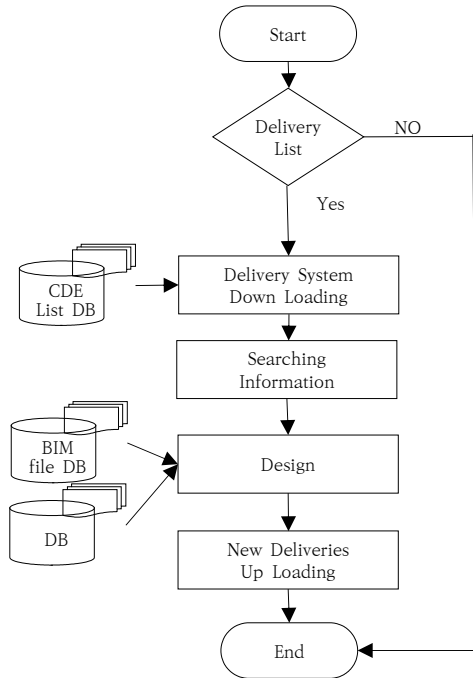 Start
Delivery
List
NO
Yes
CDE
List DB
Delivery System
Down Loading
Searching
Information
BIM
file DB
Design
DB
New Deliveries
Up Loading
End